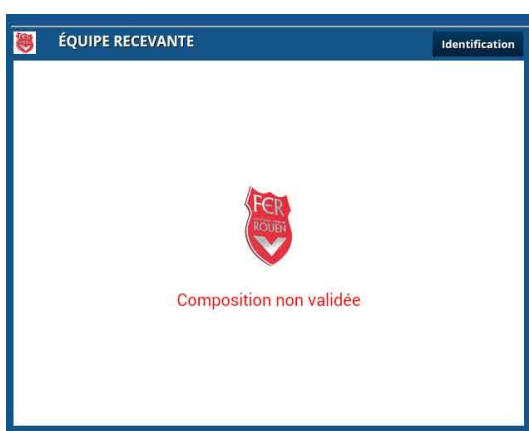 ÉQUIPE RECEVANTE
Identification
FCR
ROUEN
Composition non validée